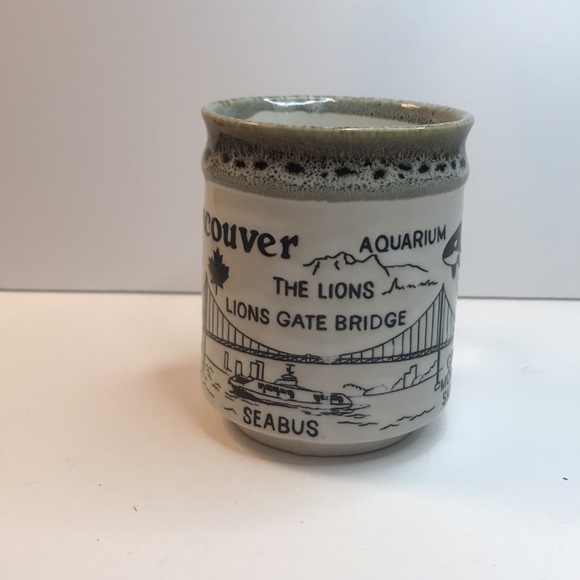 couver
AQUARIUM
THE LIONS
LIONS GATE BRIDGE
SEABUS